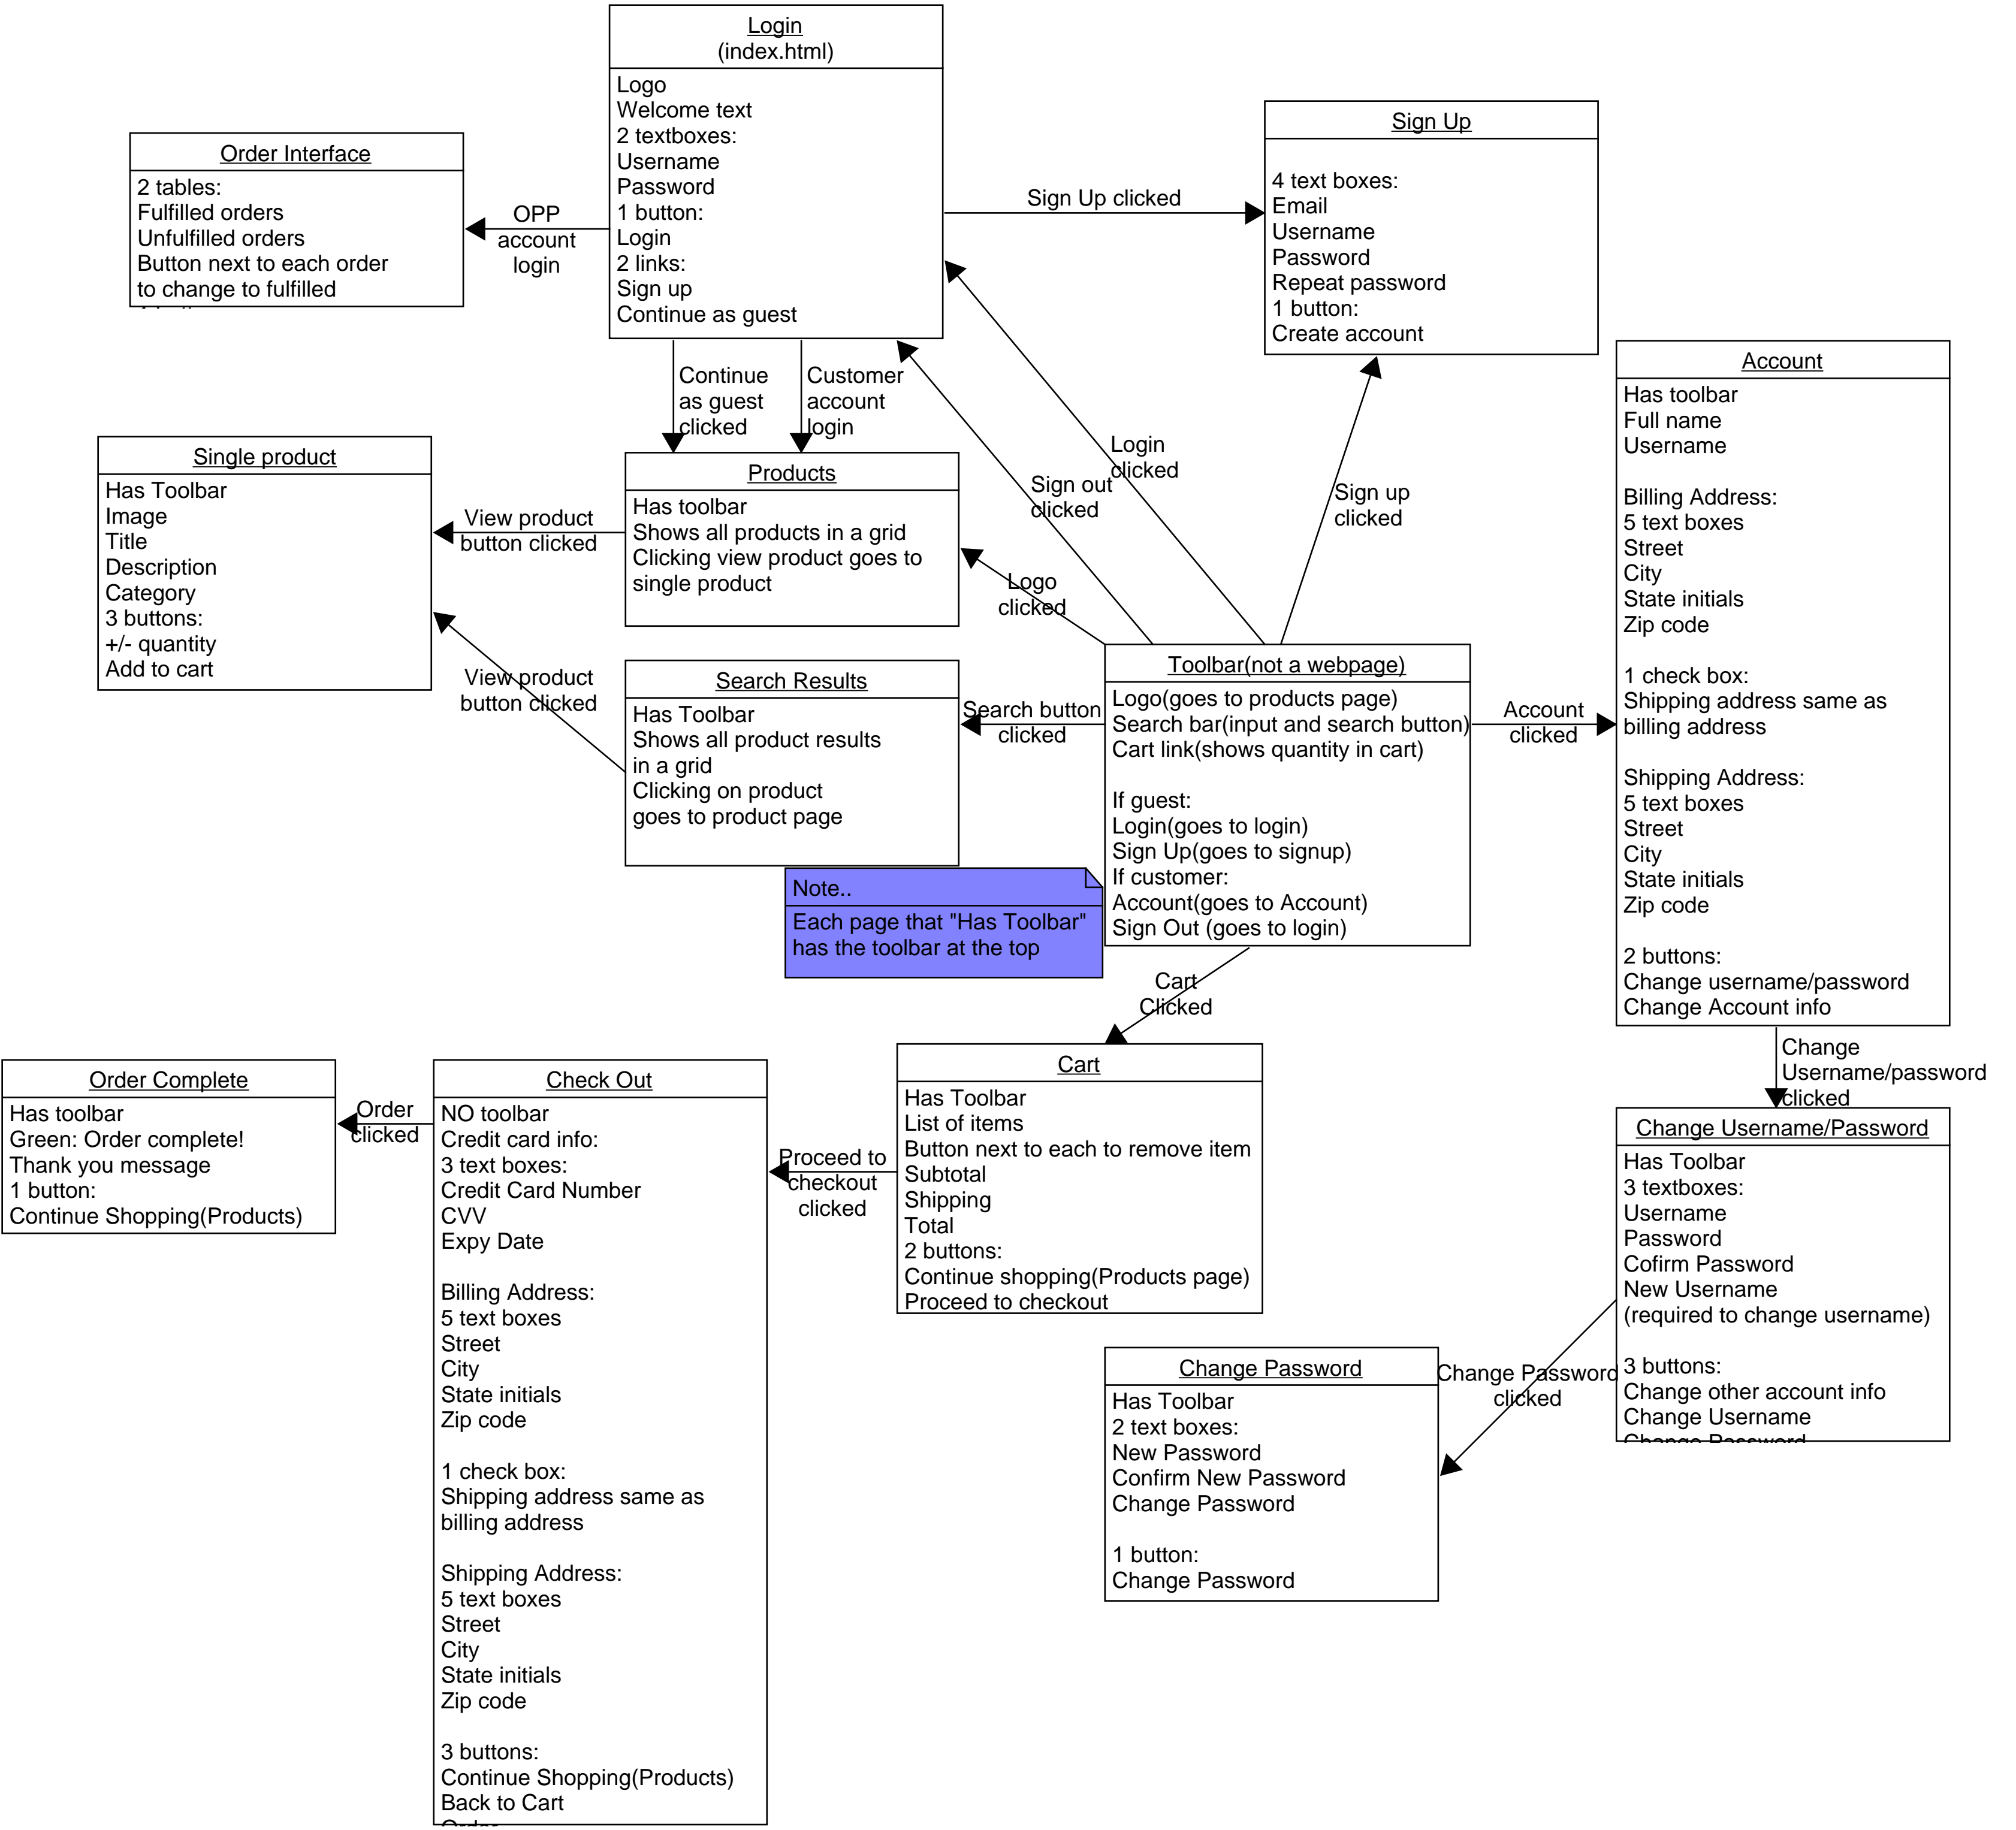 Login
(index.html)
Logo
Welcome text
2 textboxes:
Username
Password
1 button:
Login
2 links:
Sign up
Continue as guest
Sign Up
4 text boxes:
Email
Username
Password
Repeat password
1 button:
Create account
Order Interface
2 tables:
Fulfilled orders
Unfulfilled orders
Button next to each order
to change to fulfilled
OPP
account
login
Sign Up clicked
Continue
as guest
clicked
Customer
account
login
Account
Has toolbar
Full name
Username
Billing Address:
5 text boxes
Street
City
State initials
Zip code
1 check box:
Shipping address same as
billing address
Shipping Address:
5 text boxes
Street
City
State initials
Zip code
2 buttons:
Change username/password
Change Account info
Single product
Has Toolbar
Image
Title
Description
Category
3 buttons:
+/- quantity
Add to cart
View product
button clicked
Products
Has toolbar
Shows all products in a grid
Clicking view product goes to
single product
Login
clicked
Sign out
clicked
Sign up
clicked
Logo
clicked
View product
button clicked
Search Results
Has Toolbar
Shows all product results
in a grid
Clicking on product
goes to product page
Search button
clicked
Toolbar(not a webpage)
Logo(goes to products page)
Search bar(input and search button)
Cart link(shows quantity in cart)
If guest:
Login(goes to login)
Sign Up(goes to signup)
If customer:
Account(goes to Account)
Sign Out (goes to login)
Account
clicked
Note..
Each page that "Has Toolbar"
has the toolbar at the top
Cart
Clicked
Change
Username/password
clicked
Order Complete
Has toolbar
Green: Order complete!
Thank you message
1 button:
Continue Shopping(Products)
Order
clicked
Check Out
NO toolbar
Credit card info:
3 text boxes:
Credit Card Number
CVV
Expy Date
Billing Address:
5 text boxes
Street
City
State initials
Zip code
1 check box:
Shipping address same as
billing address
Shipping Address:
5 text boxes
Street
City
State initials
Zip code
3 buttons:
Continue Shopping(Products)
Back to Cart
Proceed to
checkout
clicked
Cart
Has Toolbar
List of items
Button next to each to remove item
Subtotal
Shipping
Total
2 buttons:
Continue shopping(Products page)
Proceed to checkout
Change Username/Password
Has Toolbar
3 textboxes:
Username
Password
Cofirm Password
New Username
(required to change username)
3 buttons:
Change other account info
Change Username
Change Password
Change Password
clicked
Change Password
Has Toolbar
2 text boxes:
New Password
Confirm New Password
Change Password
1 button:
Change Password